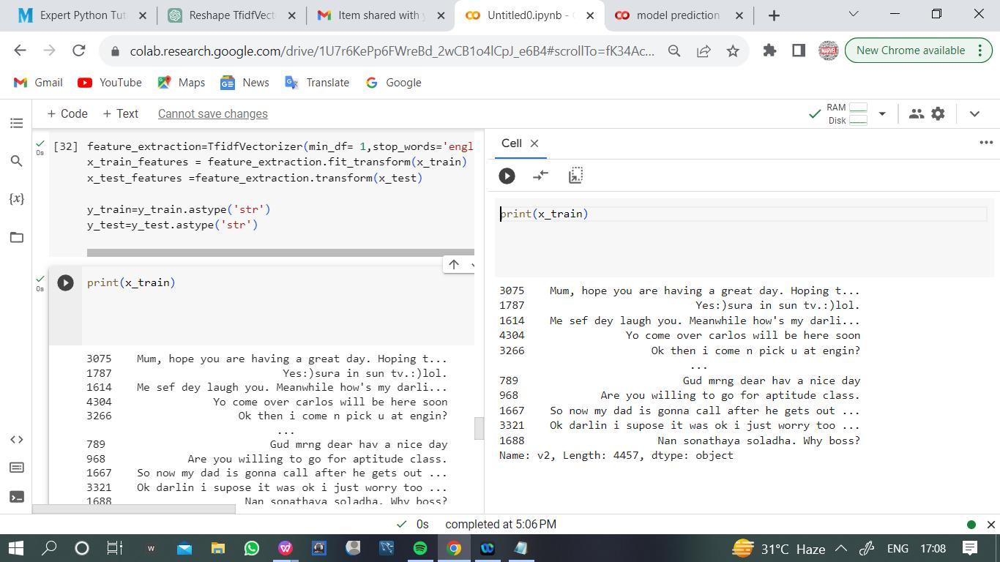 Expert Python Tut
Reshape TfidfVect
Item shared with
Untitled0.ipynb -
model prediction
colab.research.google.com/drive/1U7r6KePp6FWreBd_2wCB1o4lCpJ_e6B4#scrollTo=fK34Ac...
New Chrome available
Gmail
YouTube
Maps
News
Translate
Google
+ Code
+ Text
Cannot save changes
RAM
Disk
[32]
0s
feature_extraction=TfidfVectorizer(min_df= 1,stop_words='engl
x_train_features = feature_extraction.fit_transform(x_train)
x_test_features =feature_extraction.transform(x_test)
y_train=y_train.astype('str')
y_test=y_test.astype('str')
0s
print(x_train)
3075 Mum, hope you are having a great day. Hoping t...
1787 Yes:)sura in sun tv.:)lol.
1614 Me sef dey laugh you. Meanwhile how's my darli...
4304 Yo come over carlos will be here soon
3266 Ok then i come n pick u at engin?
...
789 Gud mrng dear hav a nice day
968 Are you willing to go for aptitude class.
1667 So now my dad is gonna call after he gets out ...
3321 Ok darlin i supose it was ok i just worry too ...
1688 Nan sonathaya soladha. Why boss?
Cell
print(x_train)
3075 Mum, hope you are having a great day. Hoping t...
1787 Yes:)sura in sun tv.:)lol.
1614 Me sef dey laugh you. Meanwhile how's my darli...
4304 Yo come over carlos will be here soon
3266 Ok then i come n pick u at engin?
...
789 Gud mrng dear hav a nice day
968 Are you willing to go for aptitude class.
1667 So now my dad is gonna call after he gets out ...
3321 Ok darlin i supose it was ok i just worry too ...
1688 Nan sonathaya soladha. Why boss?
Name: v2, Length: 4457, dtype: object
0s completed at 5:06 PM
31°C Haze
ENG
17:08